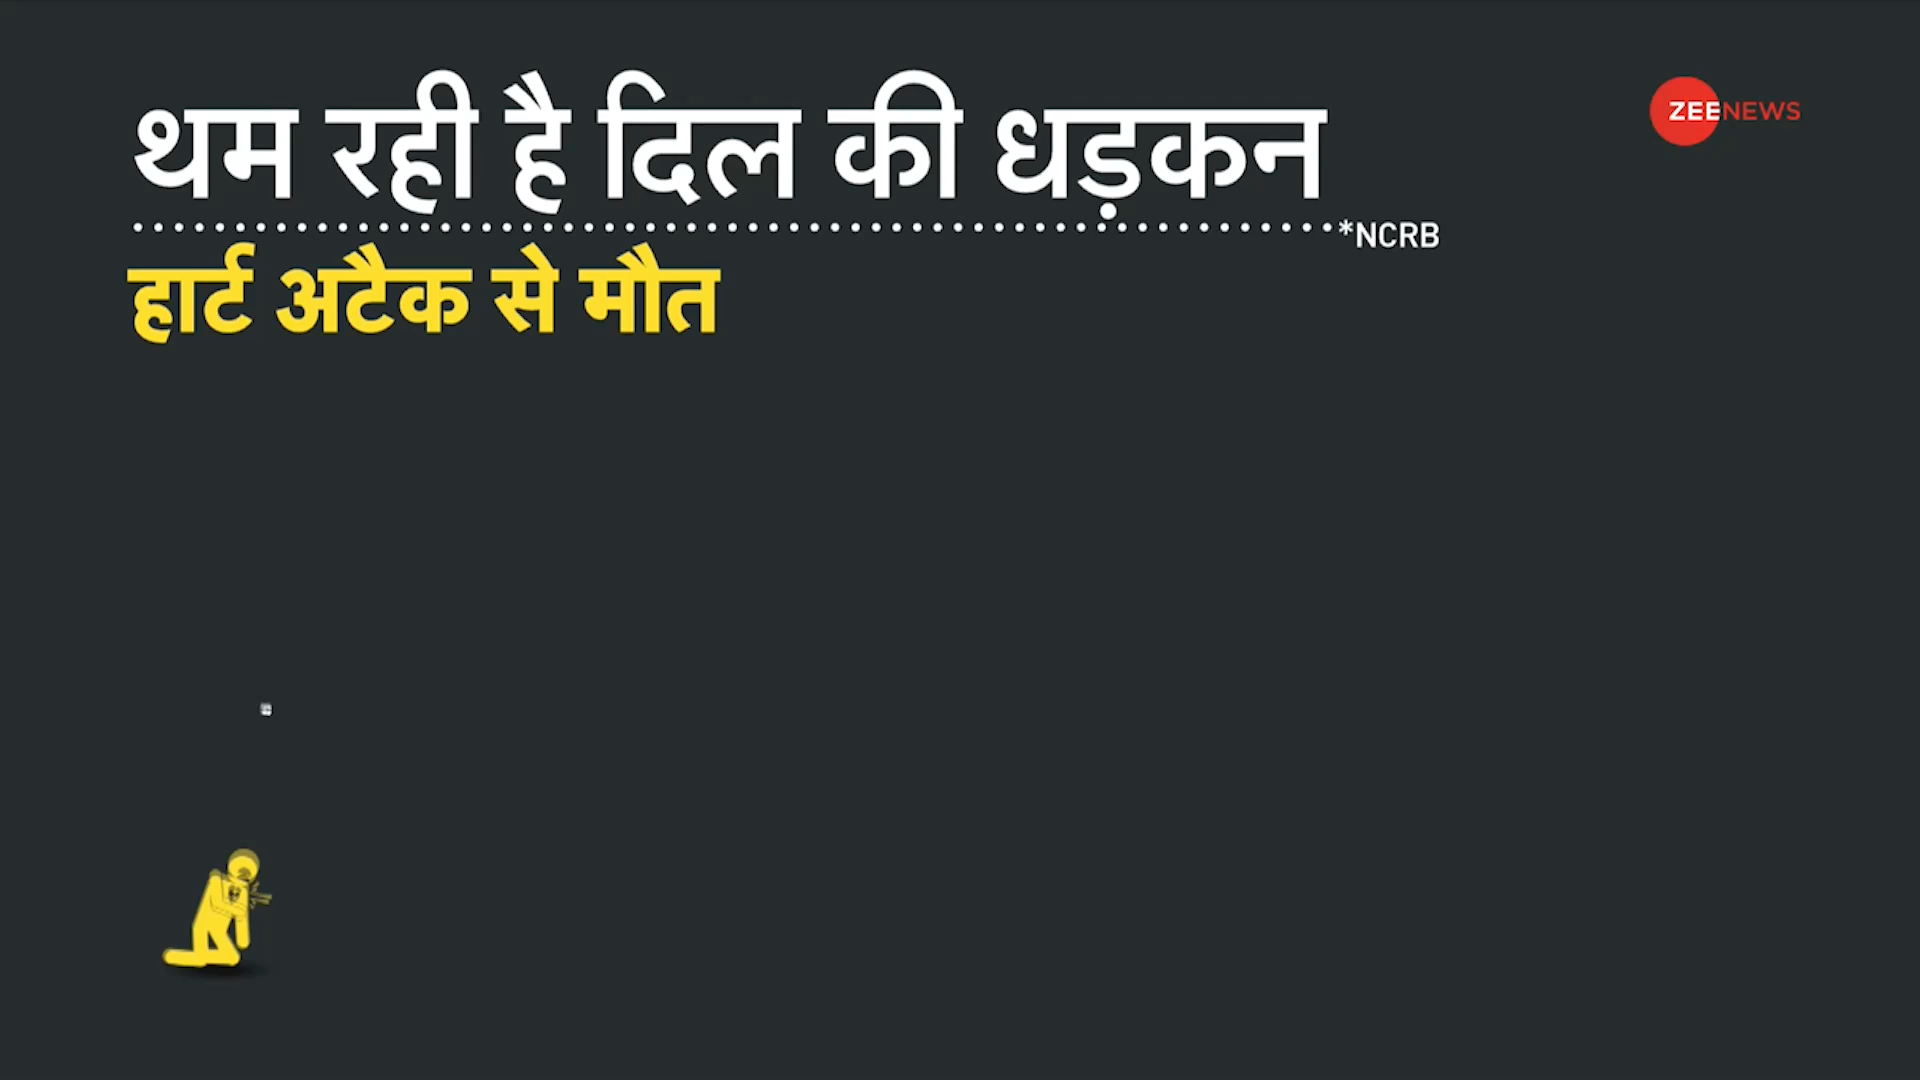 थम रही है दिल की धड़कन
ZEENEWS
*NCRB
हार्ट अटैक से मौत